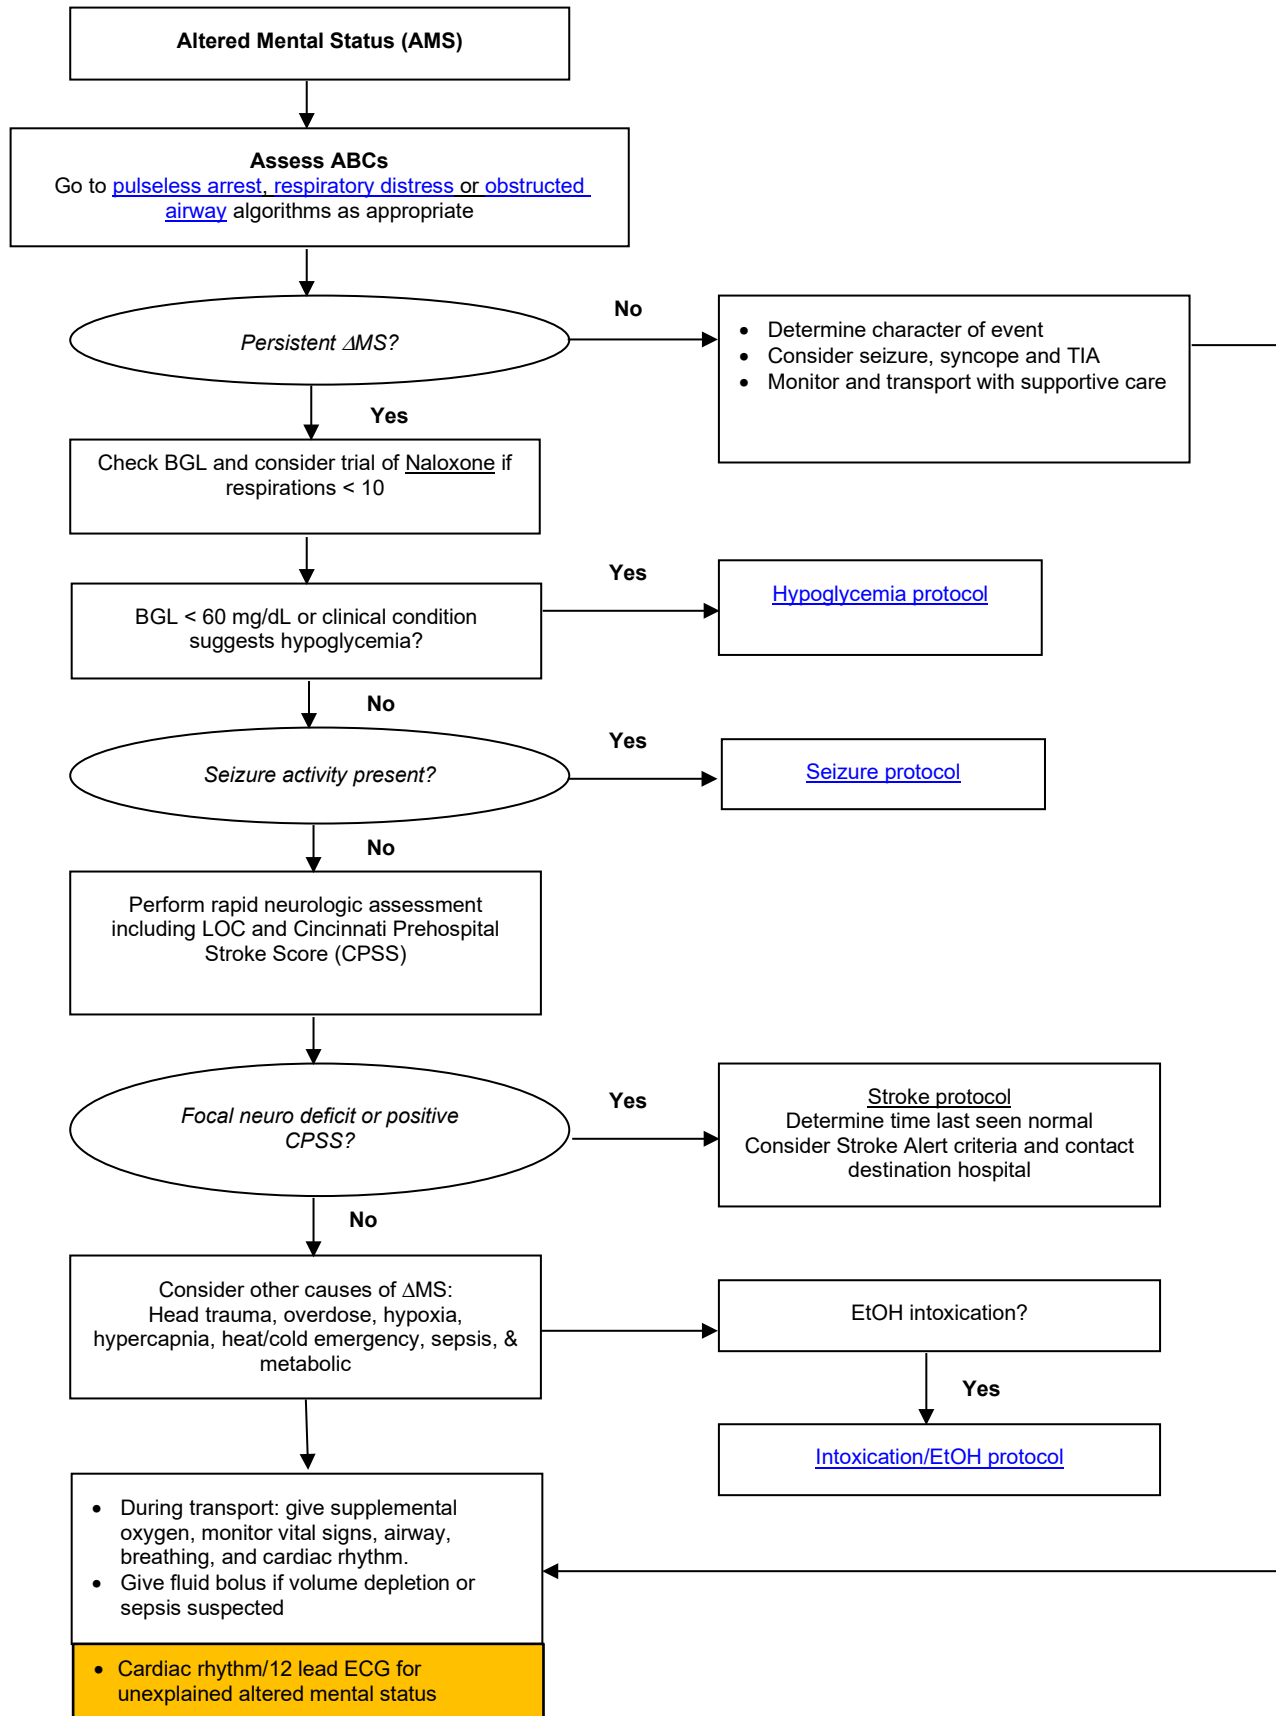 Altered Mental Status (AMS)
Assess ABCs
Go to pulseless arrest, respiratory distress or obstructed
airway algorithms as appropriate
Persistent ∆MS?
No
• Determine character of event
• Consider seizure, syncope and TIA
• Monitor and transport with supportive care
Yes
Check BGL and consider trial of Naloxone if
respirations < 10
BGL < 60 mg/dL or clinical condition
suggests hypoglycemia?
Yes
Hypoglycemia protocol
No
Seizure activity present?
Yes
Seizure protocol
No
Perform rapid neurologic assessment
including LOC and Cincinnati Prehospital
Stroke Score (CPSS)
Focal neuro deficit or positive
CPSS?
Yes
Stroke protocol
Determine time last seen normal
Consider Stroke Alert criteria and contact
destination hospital
No
Consider other causes of ∆MS:
Head trauma, overdose, hypoxia,
hypercapnia, heat/cold emergency, sepsis, &
metabolic
EtOH intoxication?
Yes
Intoxication/EtOH protocol
• During transport: give supplemental
oxygen, monitor vital signs, airway,
breathing, and cardiac rhythm.
• Give fluid bolus if volume depletion or
sepsis suspected
• Cardiac rhythm/12 lead ECG for
unexplained altered mental status